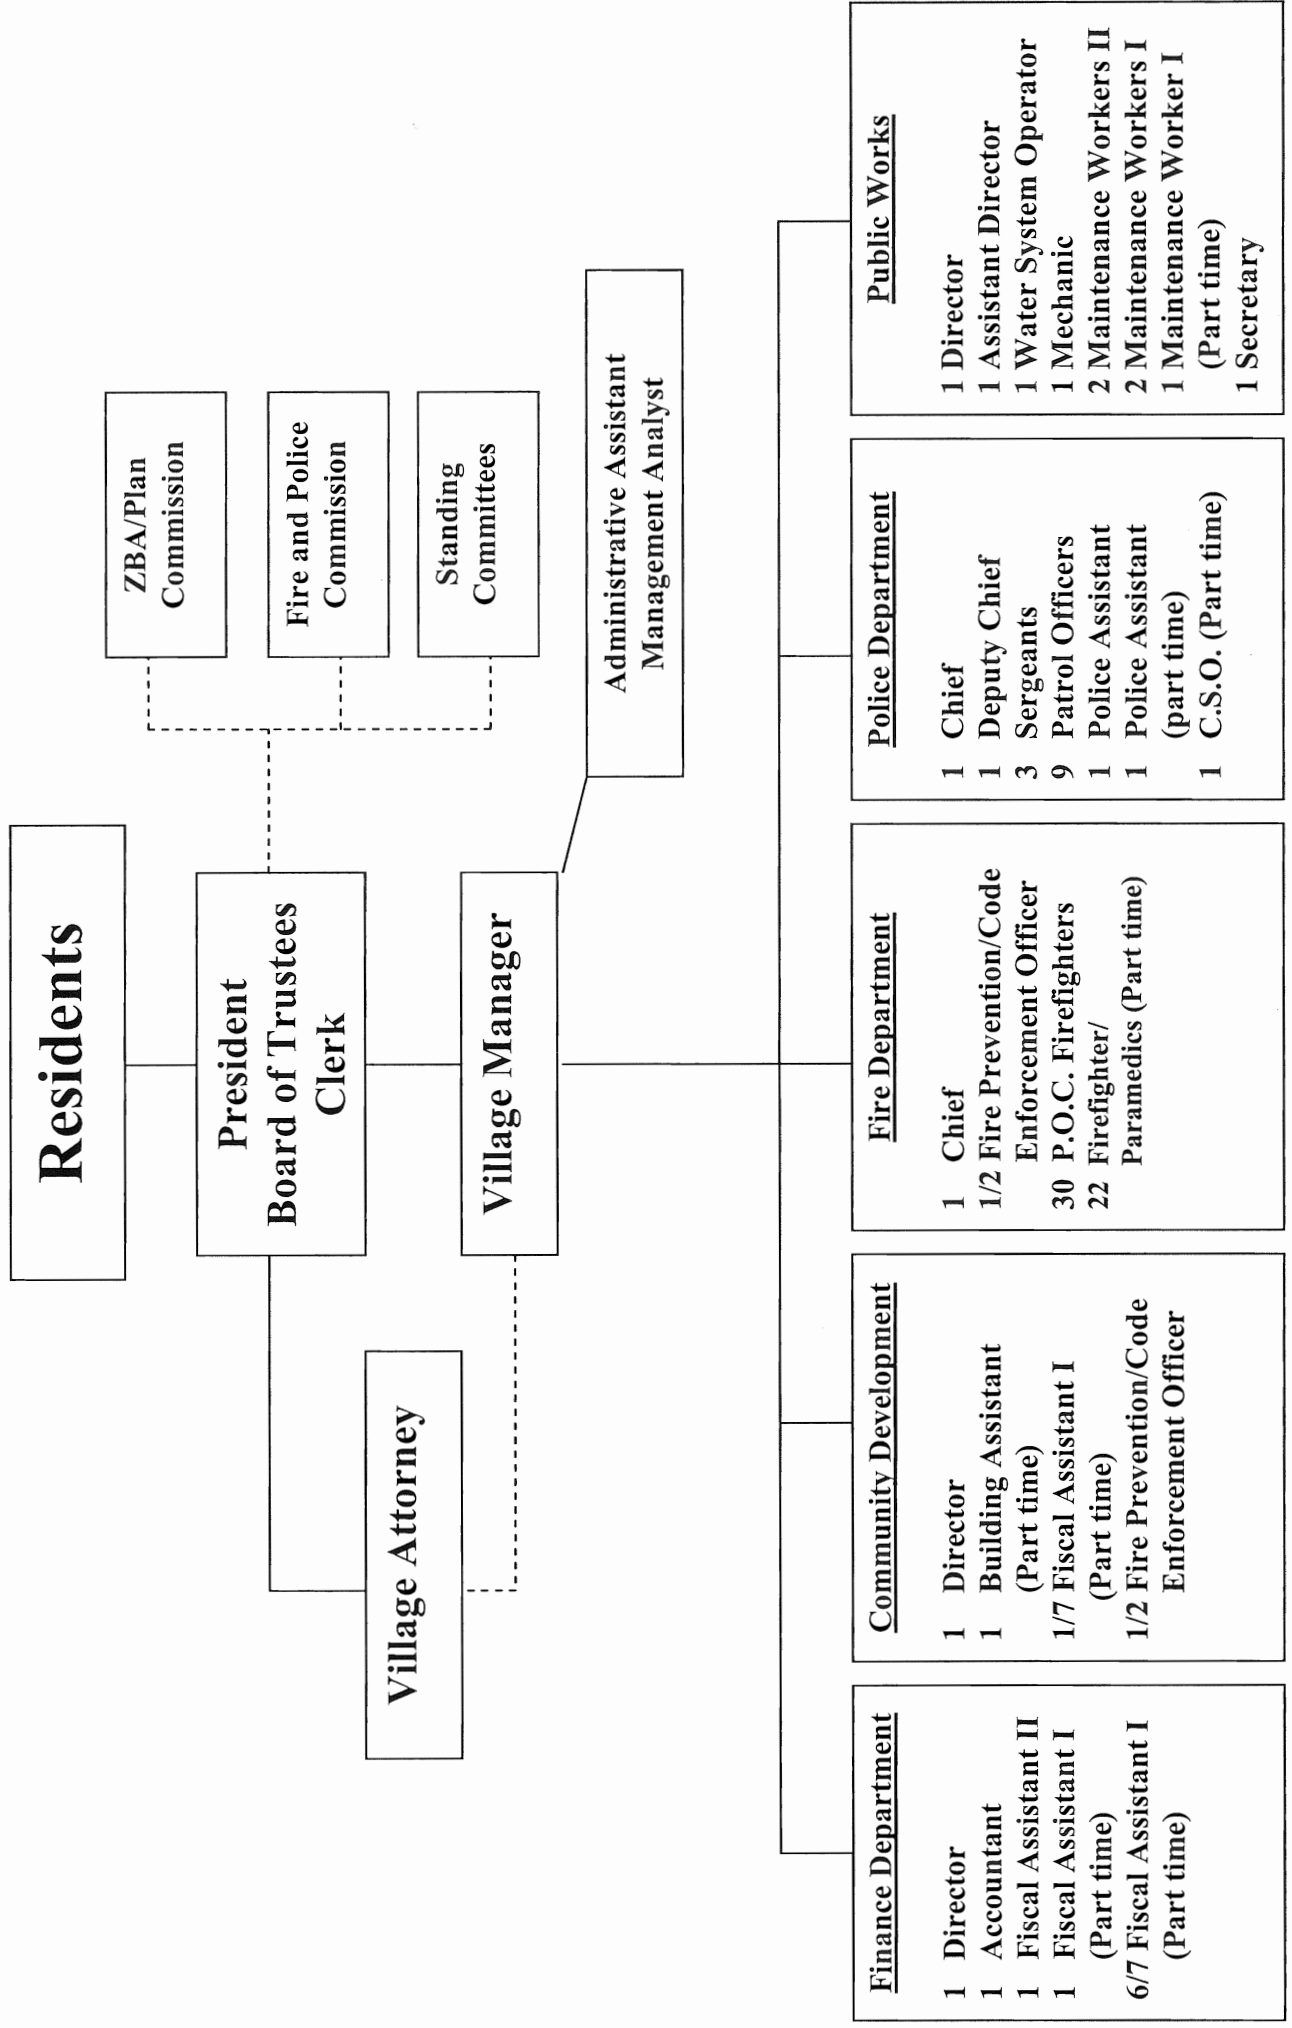 Residents
President
Board of Trustees
Clerk
ZBA/Plan
Commission
Fire and Police
Commission
Standing
Committees
Village Attorney
Village Manager
Administrative Assistant
Management Analyst
Finance Department
1 Director
1 Accountant
1 Fiscal Assistant II
1 Fiscal Assistant I
(Part time)
6/7 Fiscal Assistant I
(Part time)
Community Development
1 Director
1 Building Assistant
(Part time)
1/7 Fiscal Assistant I
(Part time)
1/2 Fire Prevention/Code
Enforcement Officer
Fire Department
1 Chief
1/2 Fire Prevention/Code
Enforcement Officer
30 P.O.C. Firefighters
22 Firefighter/
Paramedics (Part time)
Police Department
1 Chief
1 Deputy Chief
3 Sergeants
9 Patrol Officers
1 Police Assistant
1 Police Assistant
(part time)
1 C.S.O. (Part time)
Public Works
1 Director
1 Assistant Director
1 Water System Operator
1 Mechanic
2 Maintenance Workers II
2 Maintenance Workers I
1 Maintenance Worker I
(Part time)
1 Secretary